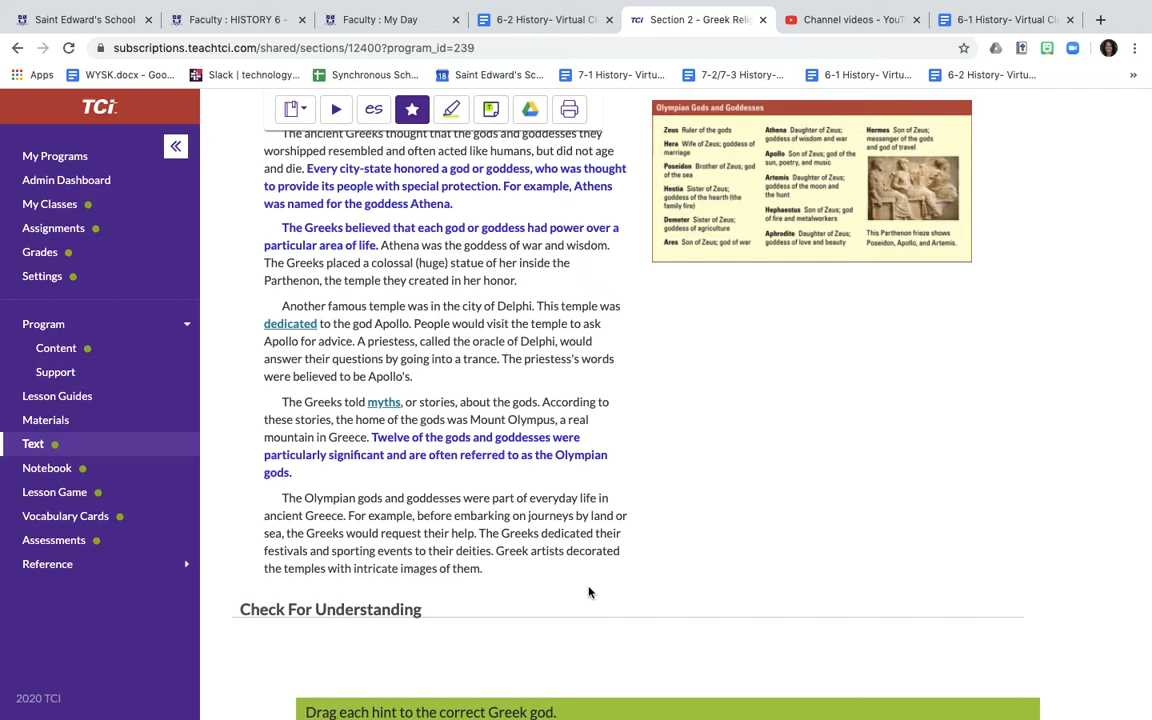 Saint Edward's School
Faculty : HISTORY 6 -
Faculty : My Day
6-2 History- Virtual Cl
Section 2 - Greek Reli
Channel videos - YouT
6-1 History- Virtual Cl
subscriptions.teachtci.com/shared/sections/12400?program_id=239
Apps
WYSK.docx - Goo...
Slack | technology...
Synchronous Sch...
18
Saint Edward's Sc...
7-1 History- Virtu...
7-2/7-3 History-...
6-1 History- Virtu...
6-2 History- Virtu...
TCi
My Programs
Admin Dashboard
My Classes
Assignments
Grades
Settings
Program
Content
Support
Lesson Guides
Materials
Text
Notebook
Lesson Game
Vocabulary Cards
Assessments
Reference
2020 TCI
es
The ancient Greeks thought that the gods and goddesses they
worshipped resembled and often acted like humans, but did not age
and die. Every city-state honored a god or goddess, who was thought
to provide its people with special protection. For example, Athens
was named for the goddess Athena.
The Greeks believed that each god or goddess had power over a
particular area of life. Athena was the goddess of war and wisdom.
The Greeks placed a colossal (huge) statue of her inside the
Parthenon, the temple they created in her honor.
Another famous temple was in the city of Delphi. This temple was
dedicated to the god Apollo. People would visit the temple to ask
Apollo for advice. A priestess, called the oracle of Delphi, would
answer their questions by going into a trance. The priestess's words
were believed to be Apollo's.
The Greeks told myths, or stories, about the gods. According to
these stories, the home of the gods was Mount Olympus, a real
mountain in Greece. Twelve of the gods and goddesses were
particularly significant and are often referred to as the Olympian
gods.
The Olympian gods and goddesses were part of everyday life in
ancient Greece. For example, before embarking on journeys by land or
sea, the Greeks would request their help. The Greeks dedicated their
festivals and sporting events to their deities. Greek artists decorated
the temples with intricate images of them.
Olympian Gods and Goddesses
Zeus Ruler of the gods
Hera Wife of Zeus; goddess of
marriage
Poseidon Brother of Zeus; god
of the sea
Hestia Sister of Zeus;
goddess of the hearth (the
family fire)
Demeter Sister of Zeus;
goddess of agriculture
Ares Son of Zeus; god of war
Athena Daughter of Zeus;
goddess of wisdom and war
Apollo Son of Zeus; god of the
sun, poetry, and music
Artemis Daughter of Zeus;
goddess of the moon and
the hunt
Hephaestus Son of Zeus; god
of fire and metalworkers
Aphrodite Daughter of Zeus;
goddess of love and beauty
Hermes Son of Zeus;
messenger of the gods
and god of travel
This Parthenon frieze shows
Poseidon, Apollo, and Artemis.
Check For Understanding
Drag each hint to the correct Greek god.